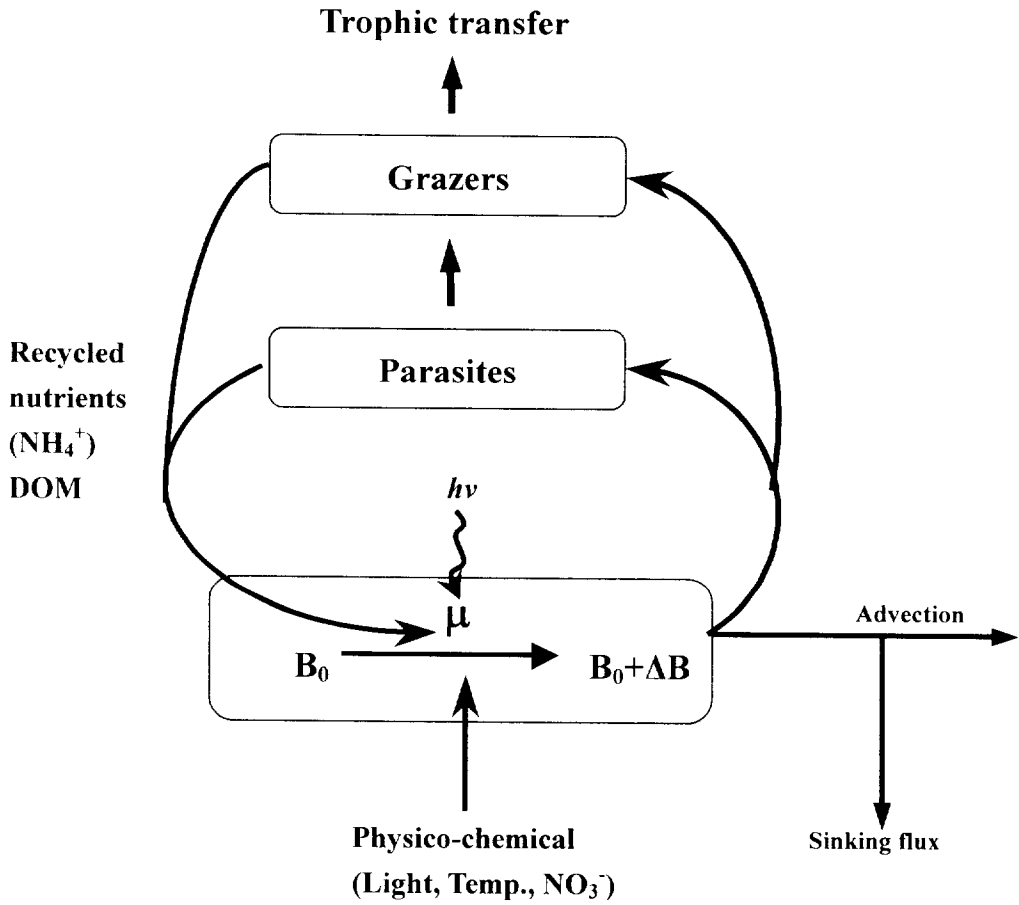 Trophic transfer
Grazers
Parasites
Recycled
nutrients
(NH₄⁺)
DOM
hν
μ
B₀
B₀+ΔB
Advection
Sinking flux
Physico-chemical
(Light, Temp., NO₃⁻)